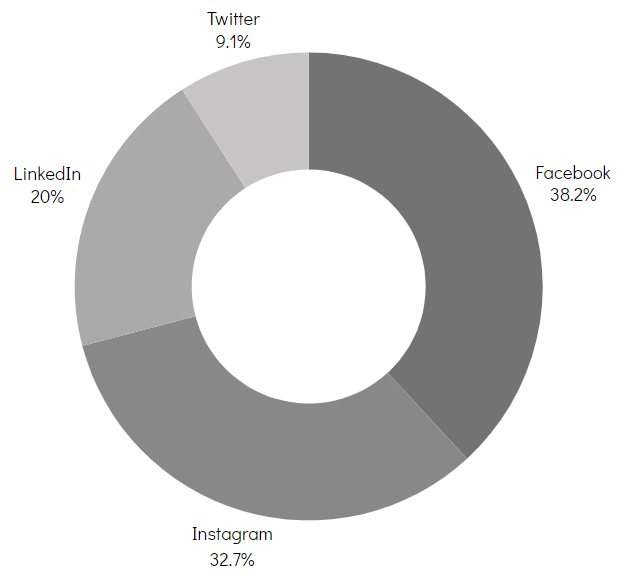 Twitter
9.1%
Facebook
38.2%
LinkedIn
20%
Instagram
32.7%